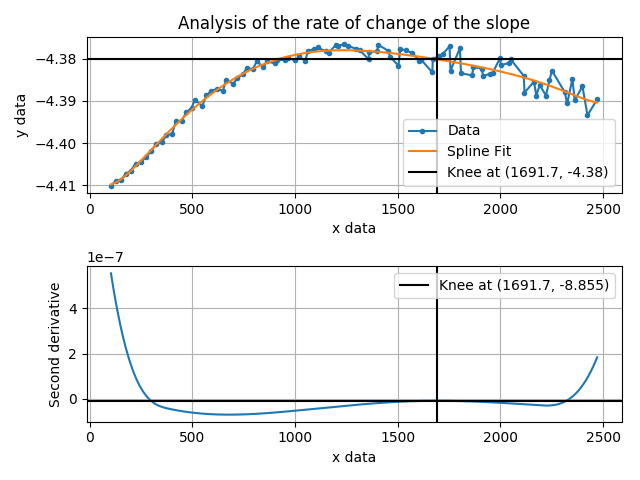 Analysis of the rate of change of the slope
−4.38
−4.39
−4.40
−4.41
y data
Data
Spline Fit
Knee at (1691.7, -4.38)
0 500 1000 1500 2000 2500
x data
1e−7
4
2
0
Second derivative
Knee at (1691.7, -8.855)
0 500 1000 1500 2000 2500
x data